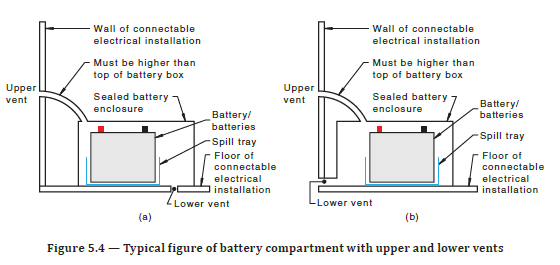 Wall of connectable
electrical installation
Must be higher than
top of battery box
Upper
vent
Sealed battery
enclosure
Battery/
batteries
Spill tray
Floor of
connectable
electrical
installation
Lower vent
(a)
Wall of connectable
electrical installation
Must be higher than
top of battery box
Upper
vent
Sealed battery
enclosure
Battery/
batteries
Spill tray
Floor of
connectable
electrical
installation
Lower vent
(b)
Figure 5.4 — Typical figure of battery compartment with upper and lower vents